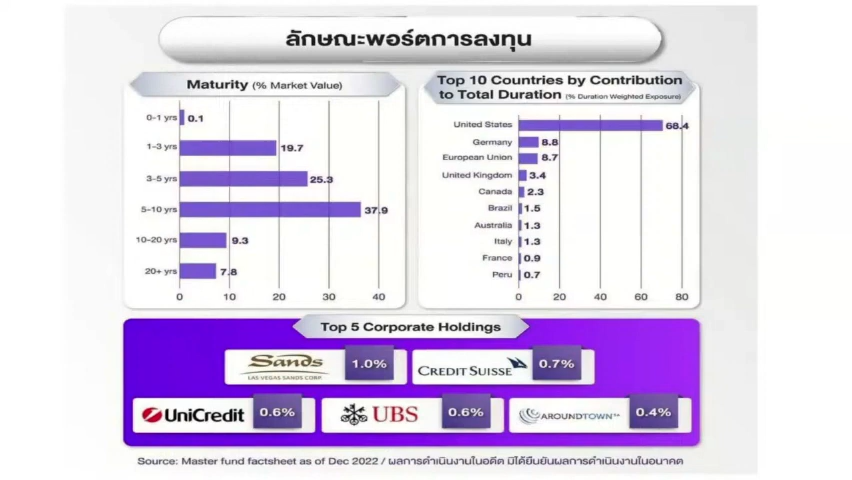 ลักษณะพอร์ตการลงทุน
Maturity (% Market Value)
0-1 yrs 0.1
1-3 yrs 19.7
3-5 yrs 25.3
5-10 yrs 37.9
10-20 yrs 9.3
20+ yrs 7.8
0 10 20 30 40
Top 10 Countries by Contribution
to Total Duration (% Duration Weighted Exposure)
United States 68.4
Germany 8.8
European Union 8.7
United Kingdom 3.4
Canada 2.3
Brazil 1.5
Australia 1.3
Italy 1.3
France 0.9
Peru 0.7
0 20 40 60 80
Top 5 Corporate Holdings
Sands 1.0%
LAS VEGAS SANDS CORP.
CREDIT SUISSE 0.7%
UniCredit 0.6%
UBS 0.6%
AROUNDTOWN SA 0.4%
Source: Master fund factsheet as of Dec 2022 / ผลการดำเนินงานในอดีต มิได้ยืนยันผลการดำเนินงานในอนาคต